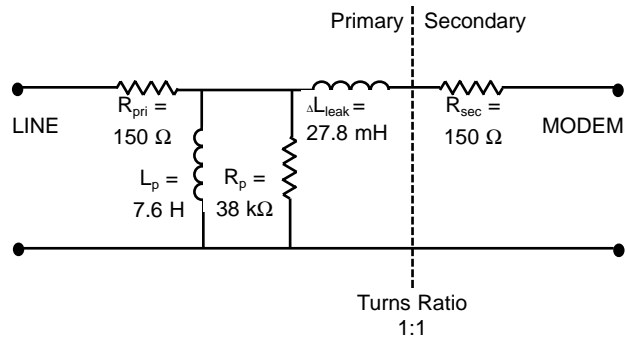 Primary Secondary
R_pri =
150 Ω
ΔL_leak =
27.8 mH
R_sec =
150 Ω
LINE
MODEM
L_p =
7.6 H
R_p =
38 kΩ
Turns Ratio
1:1